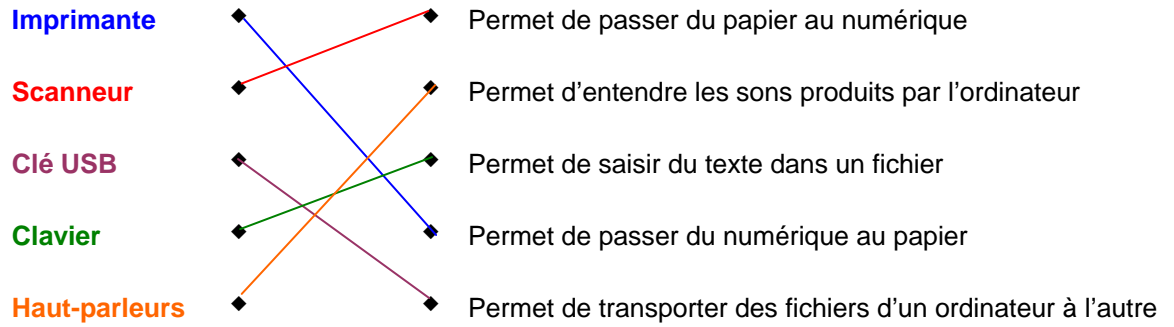 Imprimante Permet de passer du papier au numérique
Scanneur Permet d'entendre les sons produits par l'ordinateur
Clé USB Permet de saisir du texte dans un fichier
Clavier Permet de passer du numérique au papier
Haut-parleurs Permet de transporter des fichiers d'un ordinateur à l'autre